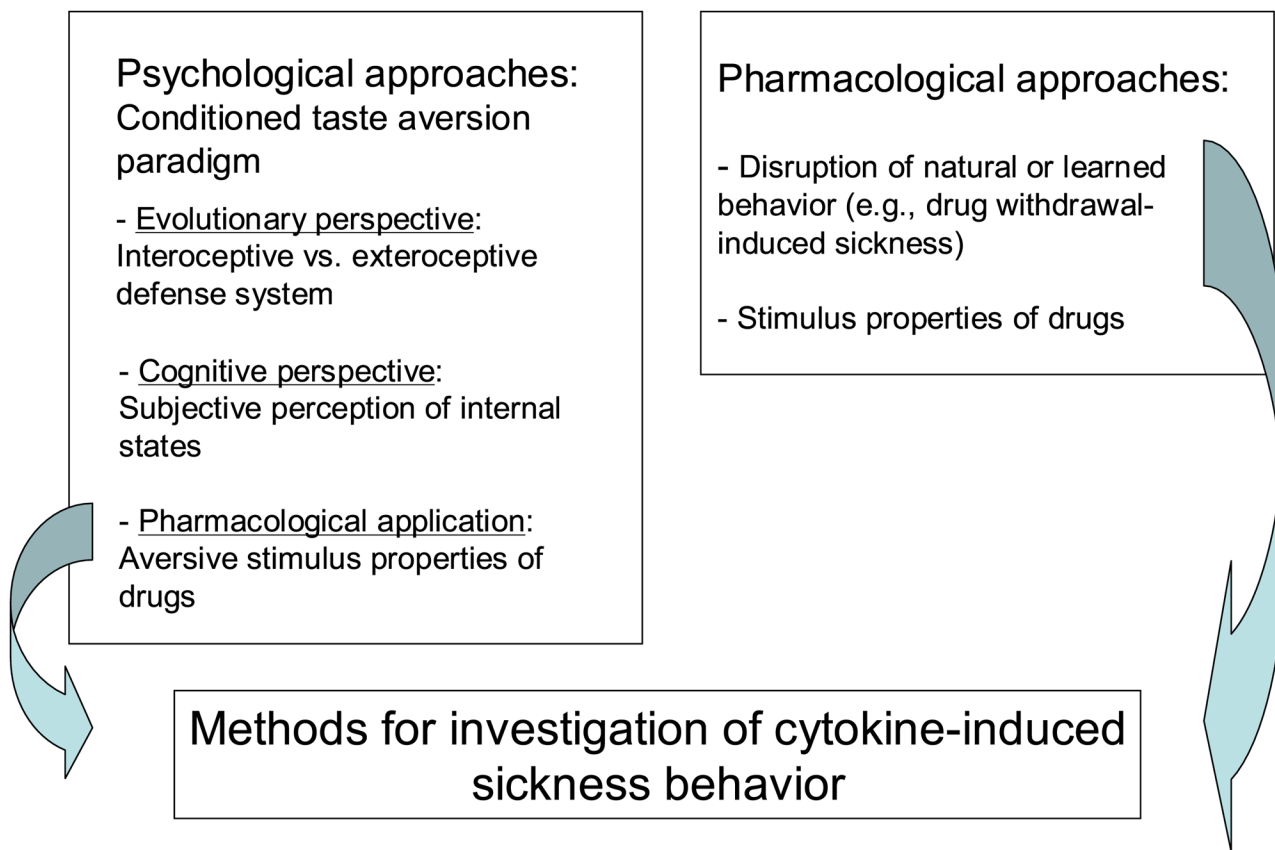 Psychological approaches:
Conditioned taste aversion
paradigm
- Evolutionary perspective:
Interoceptive vs. exteroceptive
defense system
- Cognitive perspective:
Subjective perception of internal
states
- Pharmacological application:
Aversive stimulus properties of
drugs
Pharmacological approaches:
- Disruption of natural or learned
behavior (e.g., drug withdrawal-
induced sickness)
- Stimulus properties of drugs
Methods for investigation of cytokine-induced
sickness behavior